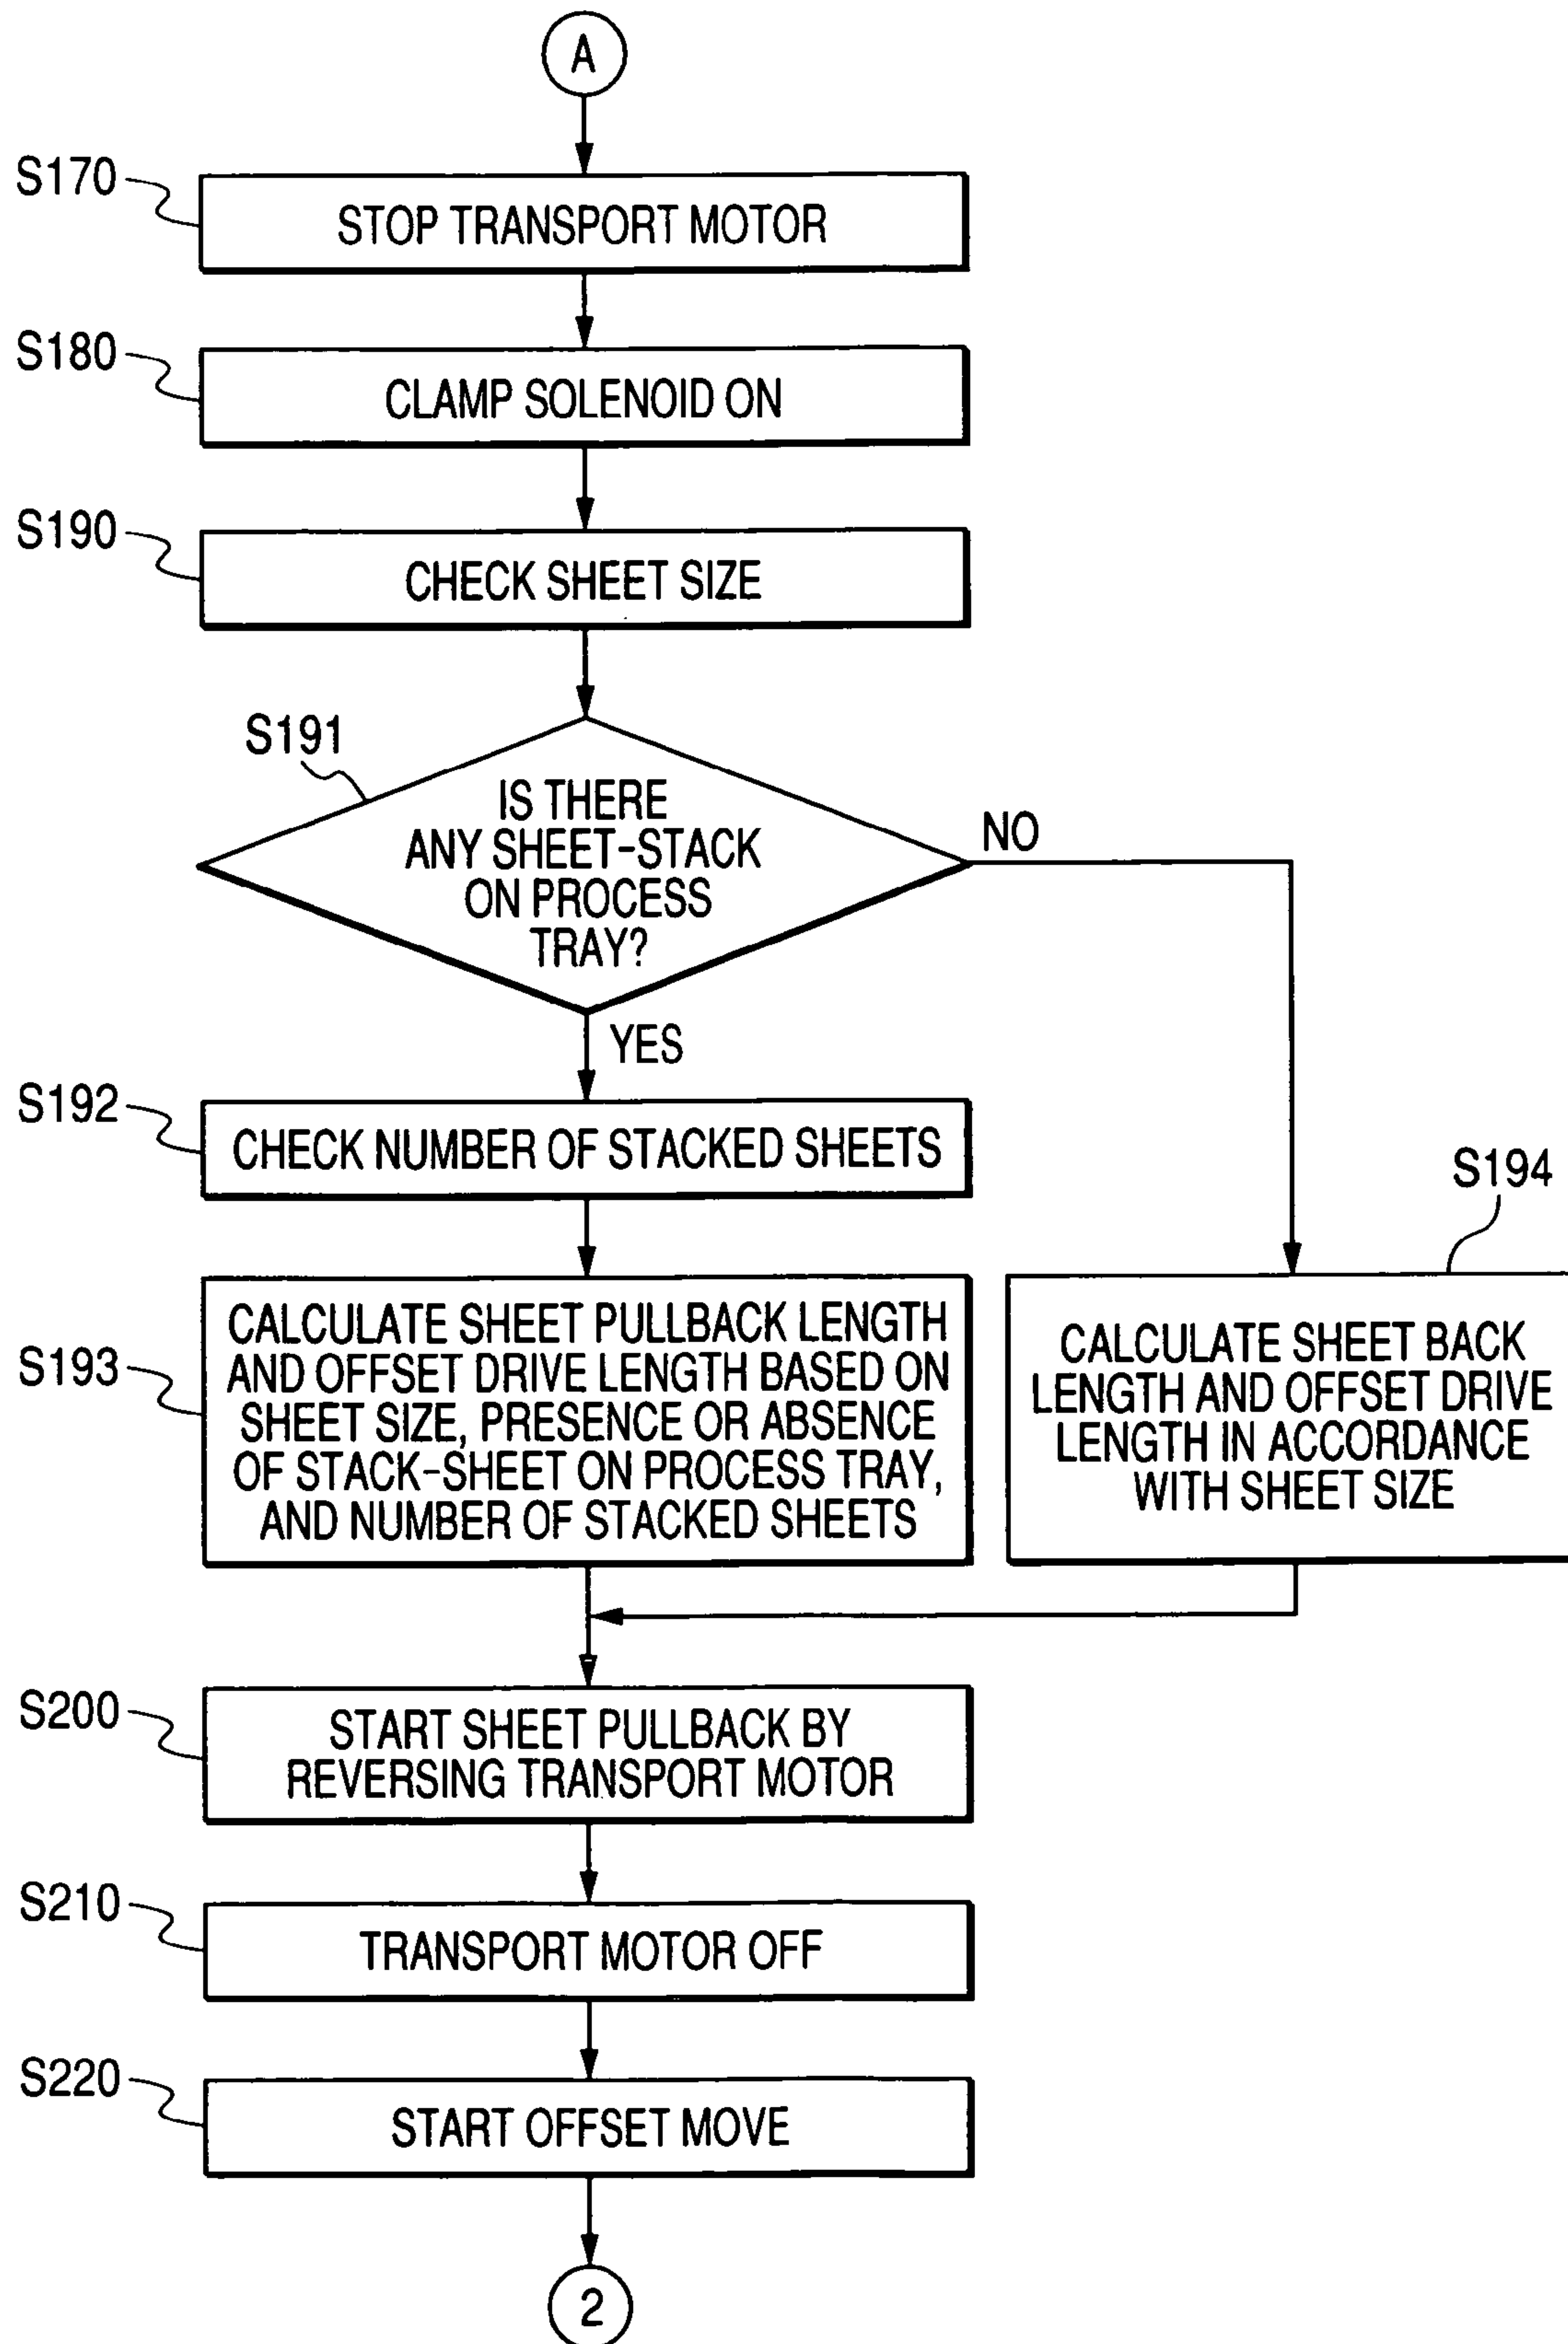 A
S170
STOP TRANSPORT MOTOR
S180
CLAMP SOLENOID ON
S190
CHECK SHEET SIZE
S191
IS THERE
ANY SHEET-STACK
ON PROCESS
TRAY?
NO
YES
S192
CHECK NUMBER OF STACKED SHEETS
S193
CALCULATE SHEET PULLBACK LENGTH
AND OFFSET DRIVE LENGTH BASED ON
SHEET SIZE, PRESENCE OR ABSENCE
OF STACK-SHEET ON PROCESS TRAY,
AND NUMBER OF STACKED SHEETS
S194
CALCULATE SHEET BACK
LENGTH AND OFFSET DRIVE
LENGTH IN ACCORDANCE
WITH SHEET SIZE
S200
START SHEET PULLBACK BY
REVERSING TRANSPORT MOTOR
S210
TRANSPORT MOTOR OFF
S220
START OFFSET MOVE
2